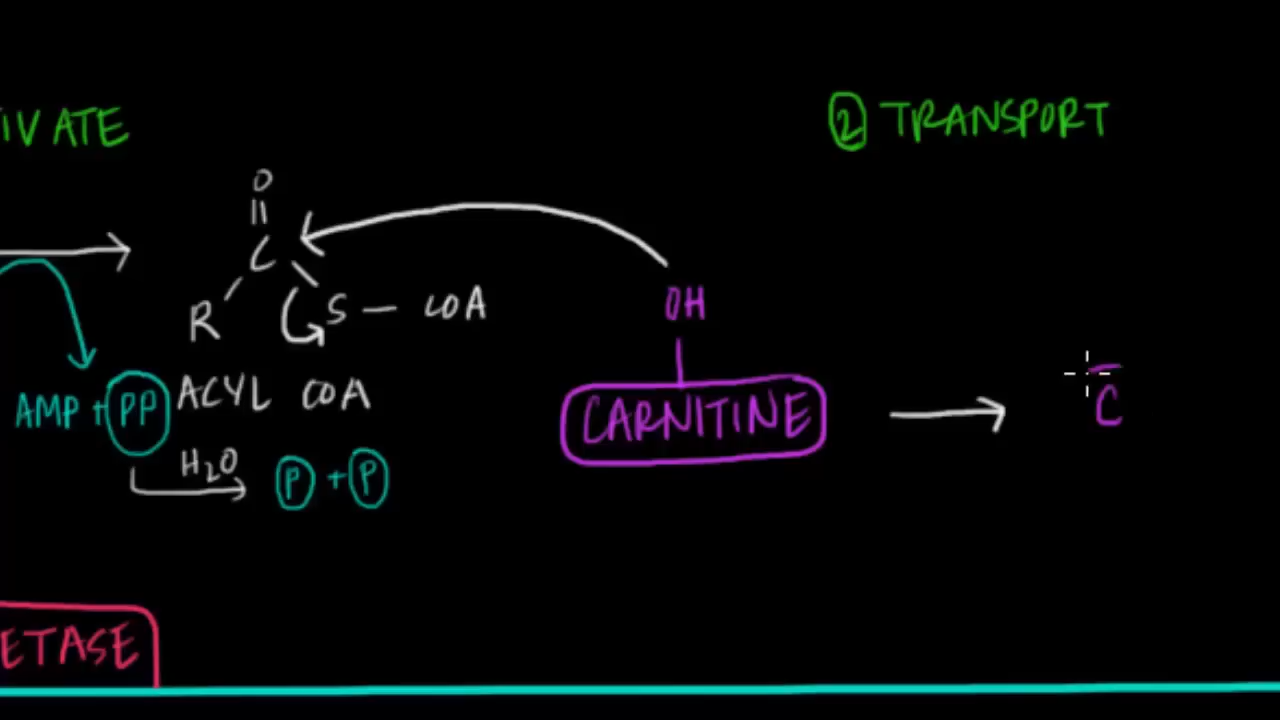 IVATE
② TRANSPORT
O
||
C
R
S — COA
OH
AMP + PP
ACYL COA
CARNITINE
C
H2O
P + P
ETASE